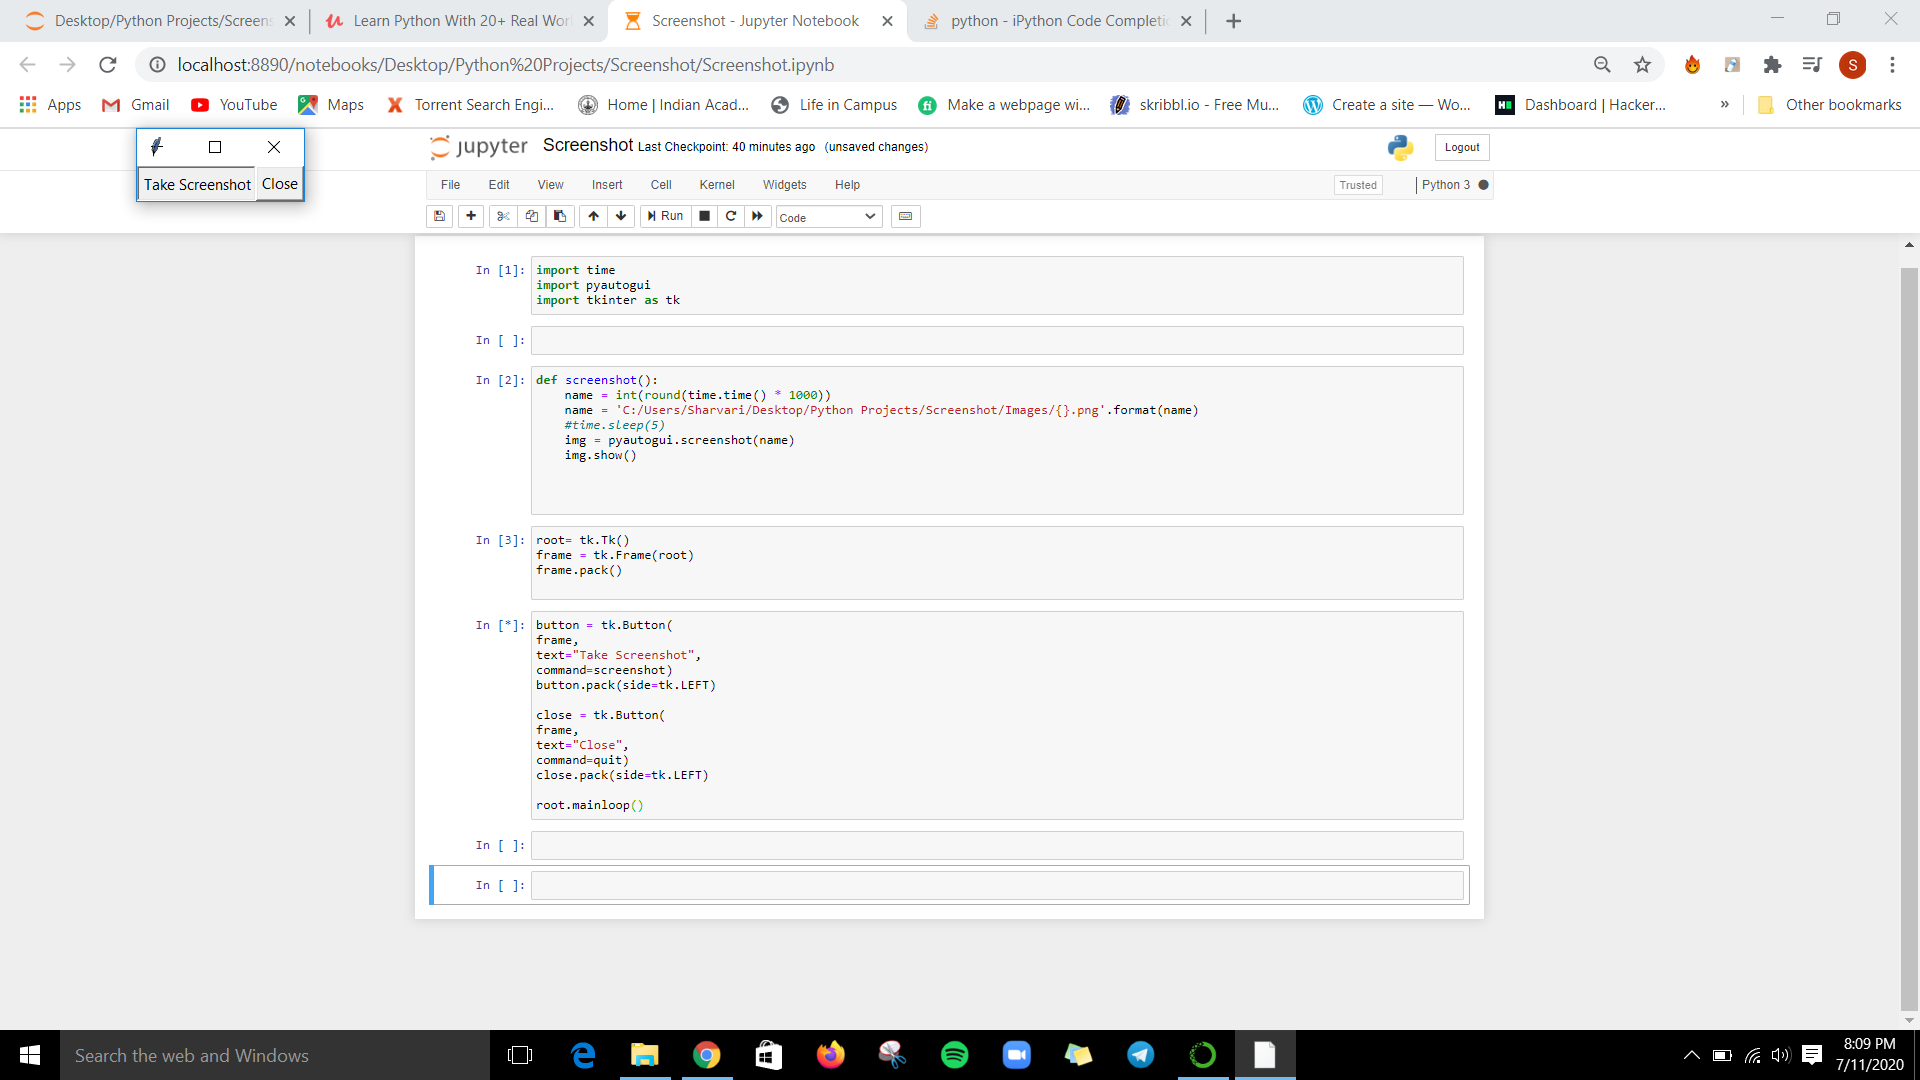 Desktop/Python Projects/Screens
Learn Python With 20+ Real Wor
Screenshot - Jupyter Notebook
python - iPython Code Completic
localhost:8890/notebooks/Desktop/Python%20Projects/Screenshot/Screenshot.ipynb
S
Apps
Gmail
YouTube
Maps
Torrent Search Engi...
Home | Indian Acad...
Life in Campus
Make a webpage wi...
skribbl.io - Free Mu...
Create a site — Wo...
Dashboard | Hacker...
»
Other bookmarks
Take Screenshot
Close
jupyter
Screenshot Last Checkpoint: 40 minutes ago (unsaved changes)
Logout
File Edit View Insert Cell Kernel Widgets Help
Trusted
Python 3
Run
Code
In [1]:
import time
import pyautogui
import tkinter as tk
In [ ]:
In [2]:
def screenshot():
    name = int(round(time.time() * 1000))
    name = 'C:/Users/Sharvari/Desktop/Python Projects/Screenshot/Images/{}.png'.format(name)
    #time.sleep(5)
    img = pyautogui.screenshot(name)
    img.show()
In [3]:
root= tk.Tk()
frame = tk.Frame(root)
frame.pack()
In [*]:
button = tk.Button(
frame,
text="Take Screenshot",
command=screenshot)
button.pack(side=tk.LEFT)
close = tk.Button(
frame,
text="Close",
command=quit)
close.pack(side=tk.LEFT)
root.mainloop()
In [ ]:
In [ ]:
Search the web and Windows
8:09 PM
7/11/2020